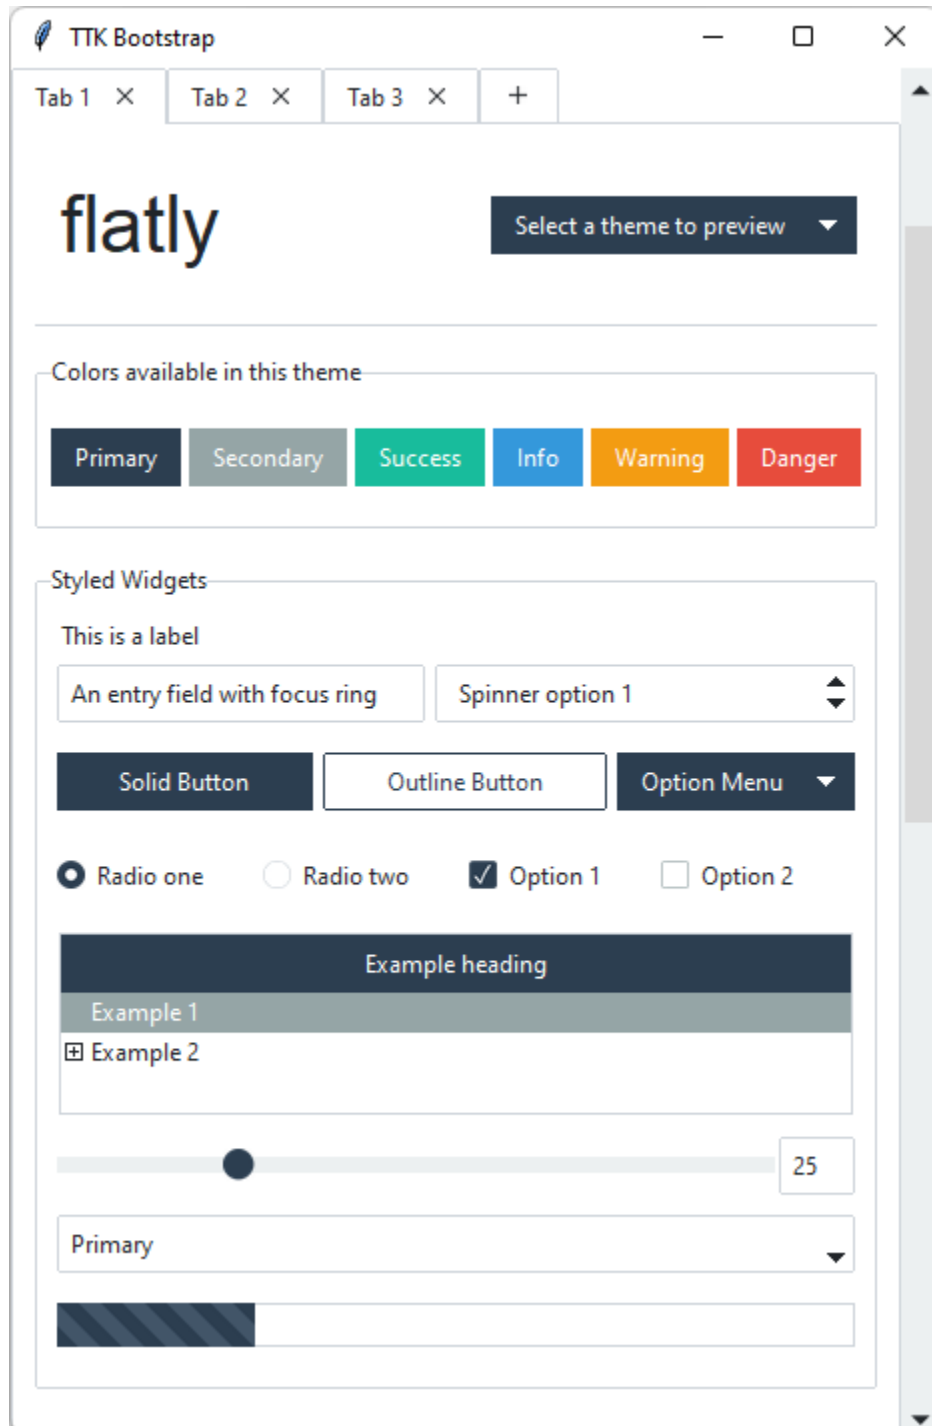 TTK Bootstrap
Tab 1 Tab 2 Tab 3 +
flatly
Select a theme to preview
Colors available in this theme
Primary Secondary Success Info Warning Danger
Styled Widgets
This is a label
An entry field with focus ring Spinner option 1
Solid Button Outline Button Option Menu
Radio one Radio two Option 1 Option 2
Example heading
Example 1
Example 2
25
Primary